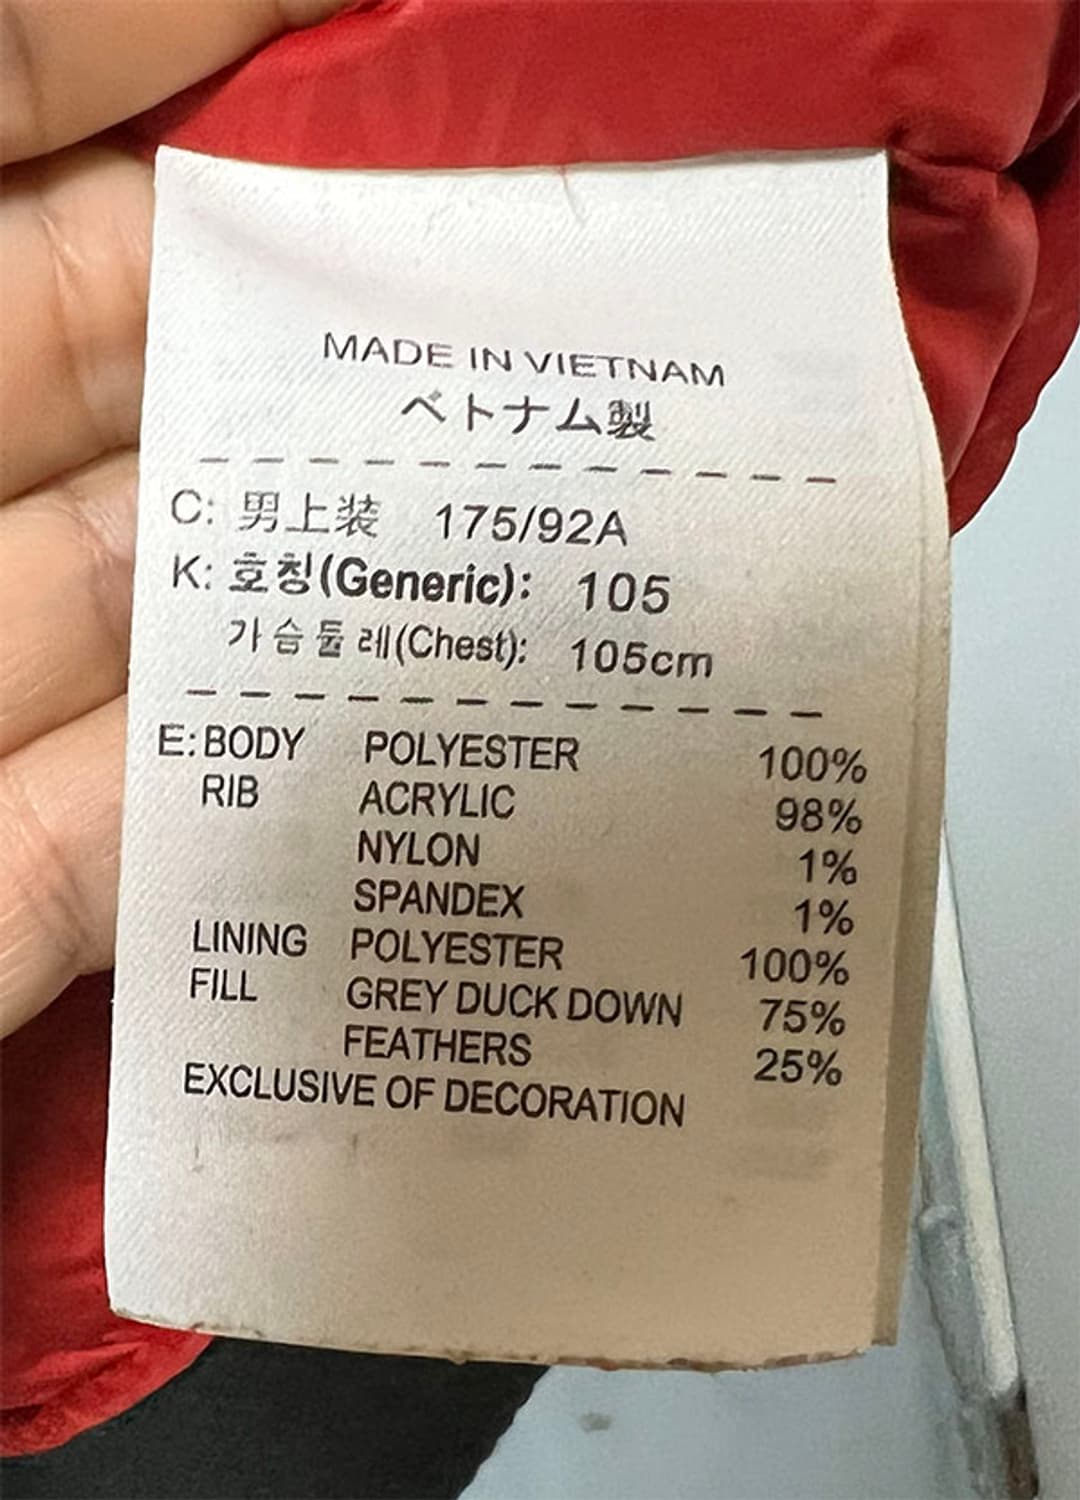 MADE IN VIETNAM
ベトナム製
C: 男上装 175/92A
K: 호칭(Generic): 105
가슴둘레(Chest): 105cm
E: BODY POLYESTER 100%
RIB ACRYLIC 98%
NYLON 1%
SPANDEX 1%
LINING POLYESTER 100%
FILL GREY DUCK DOWN 75%
FEATHERS 25%
EXCLUSIVE OF DECORATION